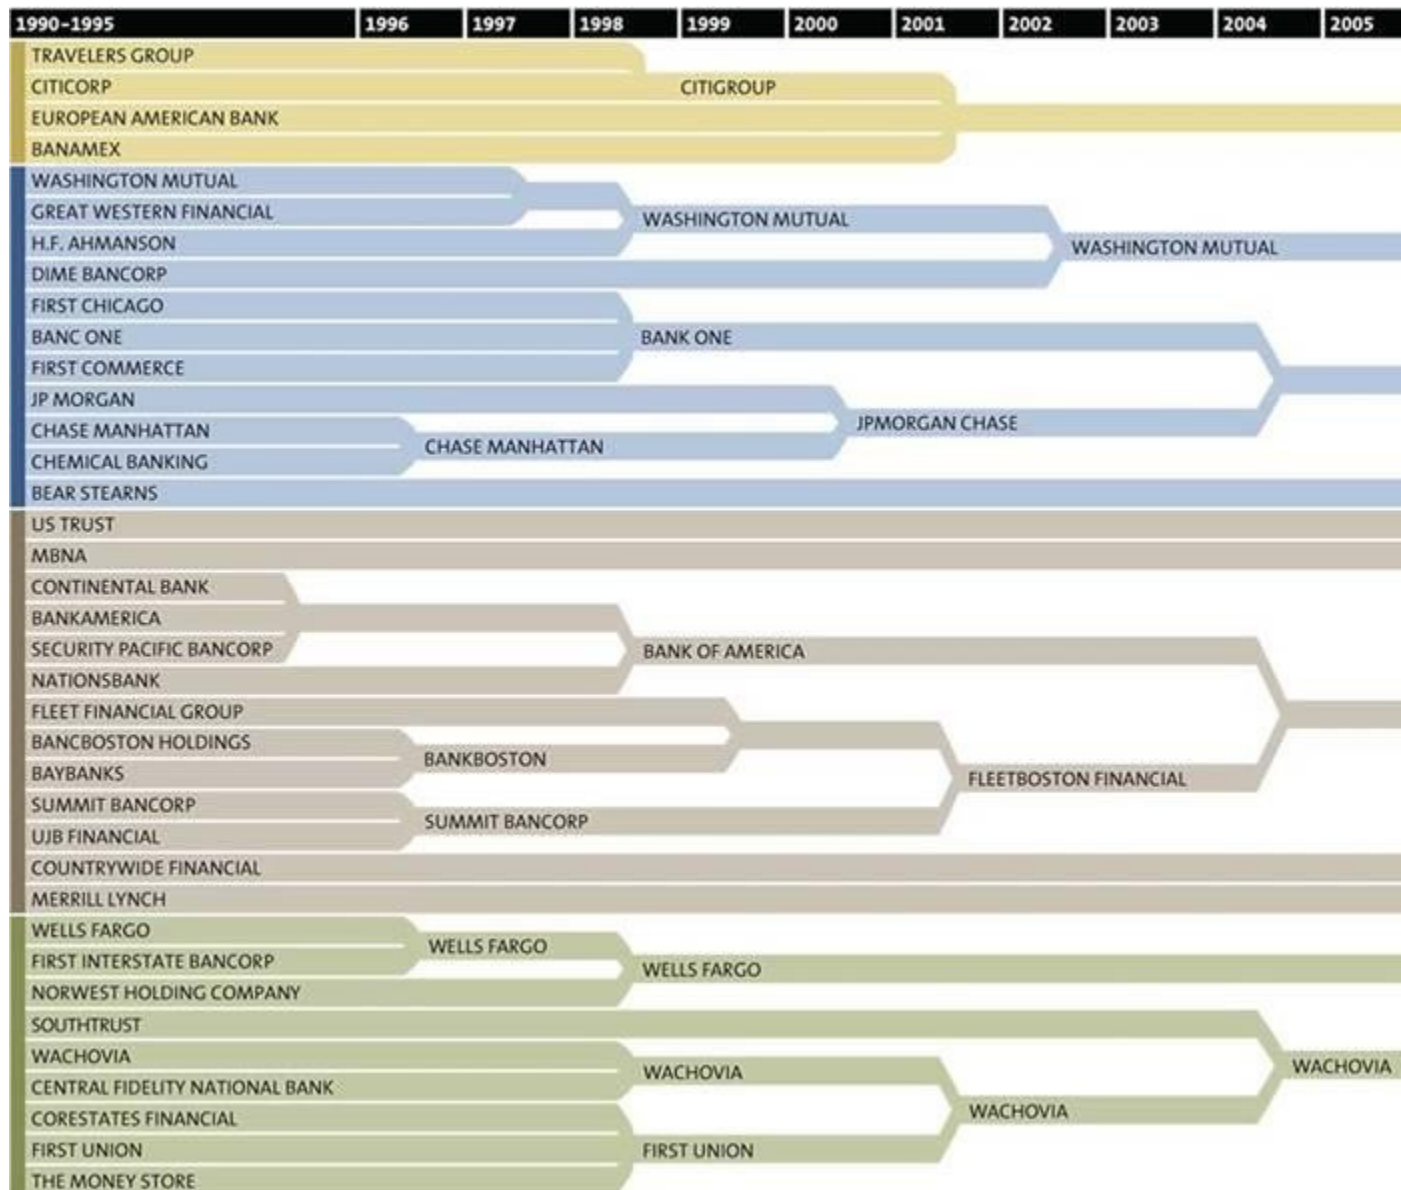 1990-1995 1996 1997 1998 1999 2000 2001 2002 2003 2004 2005
TRAVELERS GROUP
CITICORP CITIGROUP
EUROPEAN AMERICAN BANK
BANAMEX
WASHINGTON MUTUAL
GREAT WESTERN FINANCIAL
WASHINGTON MUTUAL
H.F. AHMANSON
WASHINGTON MUTUAL
DIME BANCORP
FIRST CHICAGO
BANC ONE BANK ONE
FIRST COMMERCE
JP MORGAN
JPMORGAN CHASE
CHASE MANHATTAN
CHASE MANHATTAN
CHEMICAL BANKING
BEAR STEARNS
US TRUST
MBNA
CONTINENTAL BANK
BANKAMERICA
SECURITY PACIFIC BANCORP BANK OF AMERICA
NATIONSBANK
FLEET FINANCIAL GROUP
BANCBOSTON HOLDINGS
BANKBOSTON
BAYBANKS
FLEETBOSTON FINANCIAL
SUMMIT BANCORP
SUMMIT BANCORP
UJB FINANCIAL
COUNTRYWIDE FINANCIAL
MERRILL LYNCH
WELLS FARGO
WELLS FARGO
FIRST INTERSTATE BANCORP
WELLS FARGO
NORWEST HOLDING COMPANY
SOUTHTRUST
WACHOVIA
WACHOVIA
WACHOVIA
CENTRAL FIDELITY NATIONAL BANK
WACHOVIA
CORESTATES FINANCIAL
FIRST UNION FIRST UNION
THE MONEY STORE